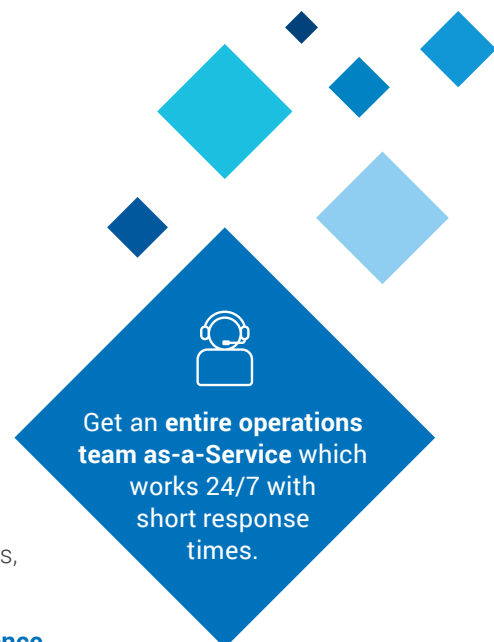 Get an entire operations
team as-a-Service which
works 24/7 with
short response
times.
s,